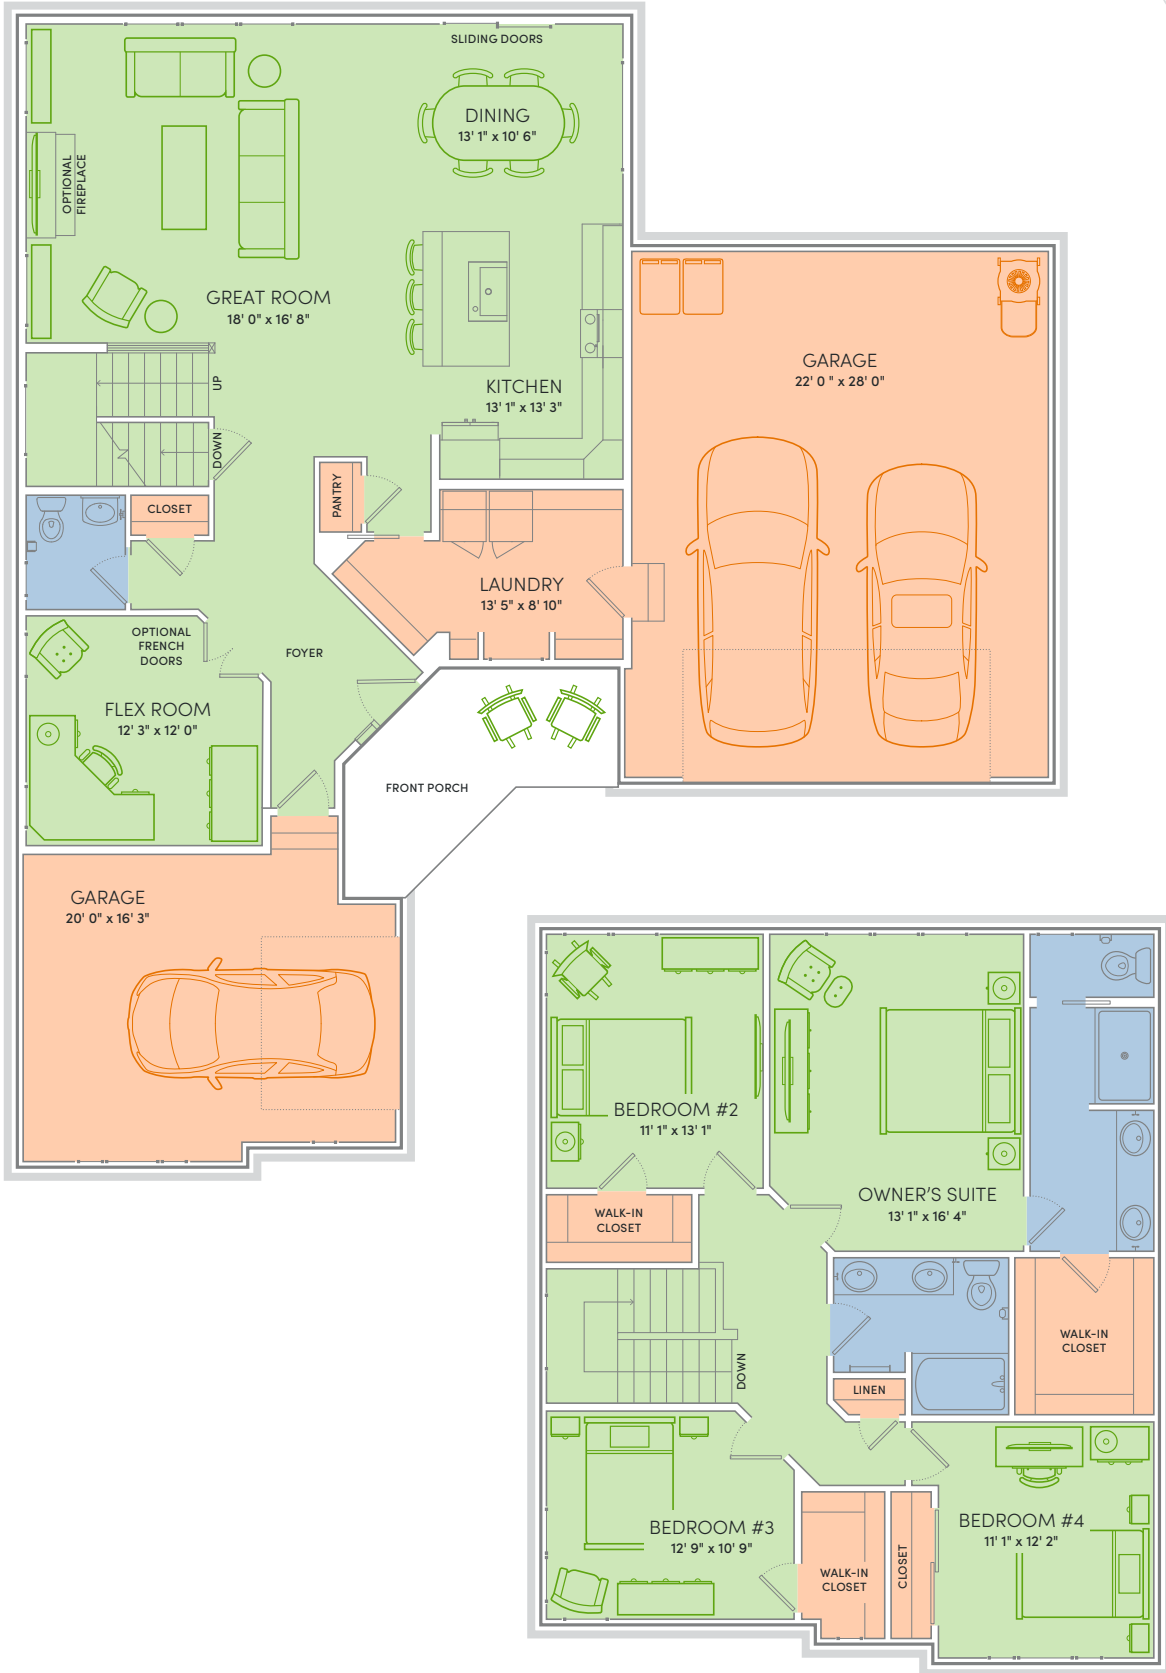 SLIDING DOORS
DINING
13' 1" x 10' 6"
OPTIONAL
FIREPLACE
GREAT ROOM
18' 0" x 16' 8"
KITCHEN
13' 1" x 13' 3"
GARAGE
22' 0 " x 28' 0"
UP
DOWN
PANTRY
CLOSET
LAUNDRY
13' 5" x 8' 10"
OPTIONAL
FRENCH
DOORS
FOYER
FLEX ROOM
12' 3" x 12' 0"
FRONT PORCH
GARAGE
20' 0" x 16' 3"
BEDROOM #2
11' 1" x 13' 1"
OWNER'S SUITE
13' 1" x 16' 4"
WALK-IN
CLOSET
WALK-IN
CLOSET
DOWN
LINEN
BEDROOM #3
12' 9" x 10' 9"
BEDROOM #4
11' 1" x 12' 2"
WALK-IN
CLOSET
CLOSET